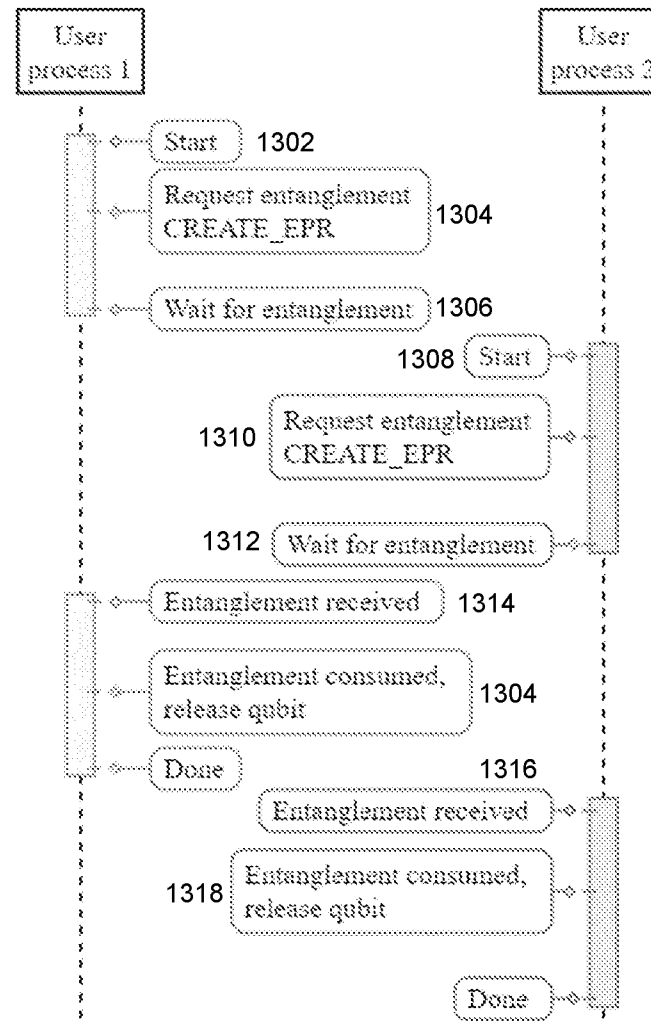 User
process 1
User
process 2
Start
1302
Request entanglement
CREATE_EPR
1304
Wait for entanglement
1306
1308
Start
1310
Request entanglement
CREATE_EPR
1312
Wait for entanglement
Entanglement received
1314
Entanglement consumed,
release qubit
1304
Done
1316
Entanglement received
1318
Entanglement consumed,
release qubit
Done